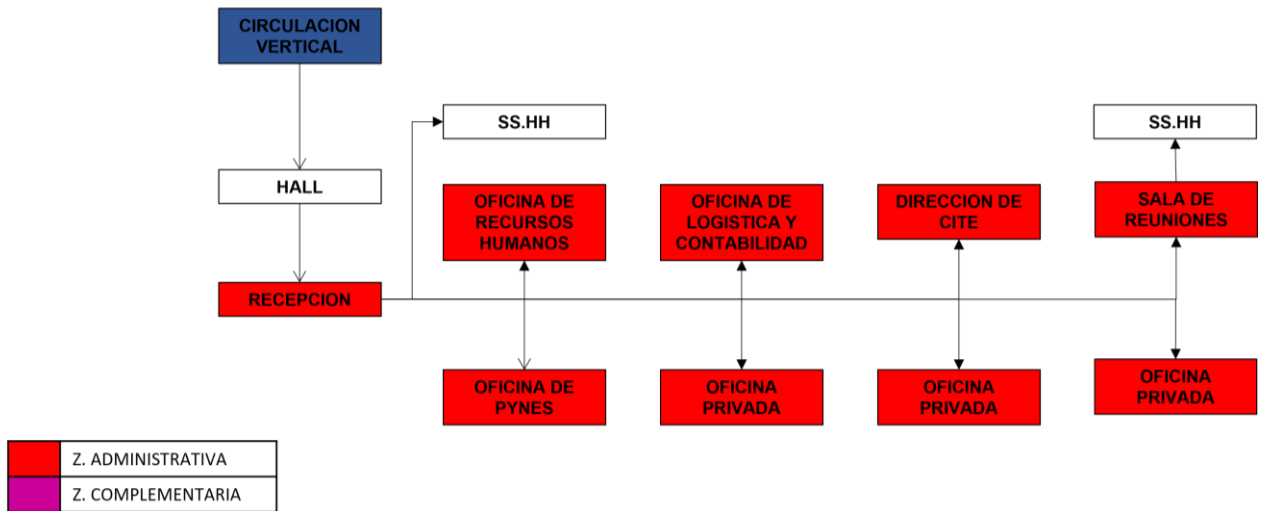 CIRCULACION
VERTICAL
SS.HH
SS.HH
HALL
OFICINA DE
RECURSOS
HUMANOS
OFICINA DE
LOGISTICA Y
CONTABILIDAD
DIRECCION DE
CITE
SALA DE
REUNIONES
RECEPCION
OFICINA DE
PYNES
OFICINA
PRIVADA
OFICINA
PRIVADA
OFICINA
PRIVADA
Z. ADMINISTRATIVA
Z. COMPLEMENTARIA